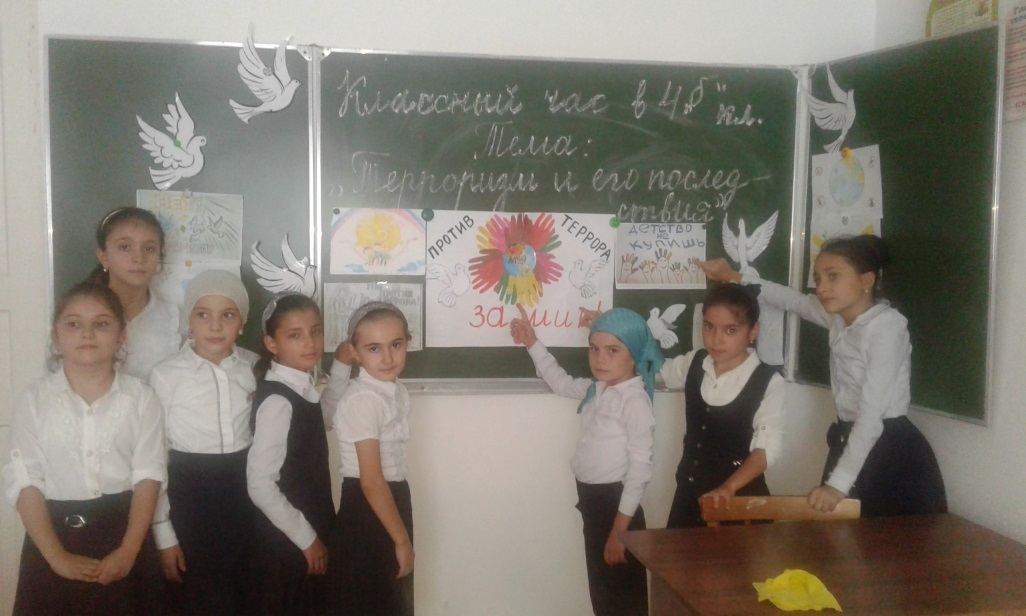 Классный час в 4 „б" кл.
Тема:
„Терроризм и его послед-
ствия"
ПРОТИВ ТЕРРОРА
ЗА МИР!
ДЕТСТВО
НЕ
КУПИШЬ